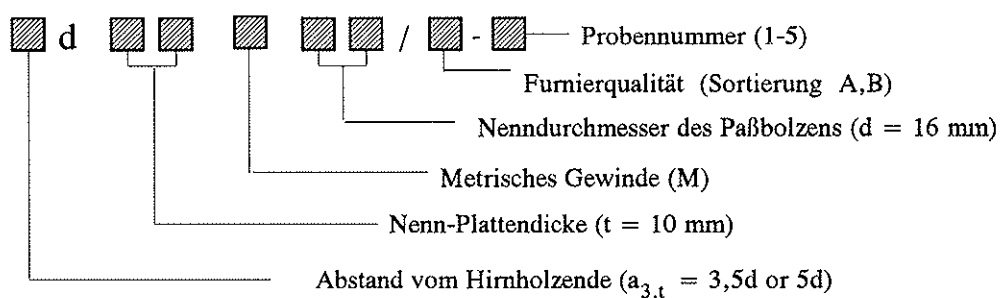 d / - Probennummer (1-5)
Furnierqualität (Sortierung A,B)
Nenndurchmesser des Paßbolzens (d = 16 mm)
Metrisches Gewinde (M)
Nenn-Plattendicke (t = 10 mm)
Abstand vom Hirnholzende (a3,t = 3,5d or 5d)